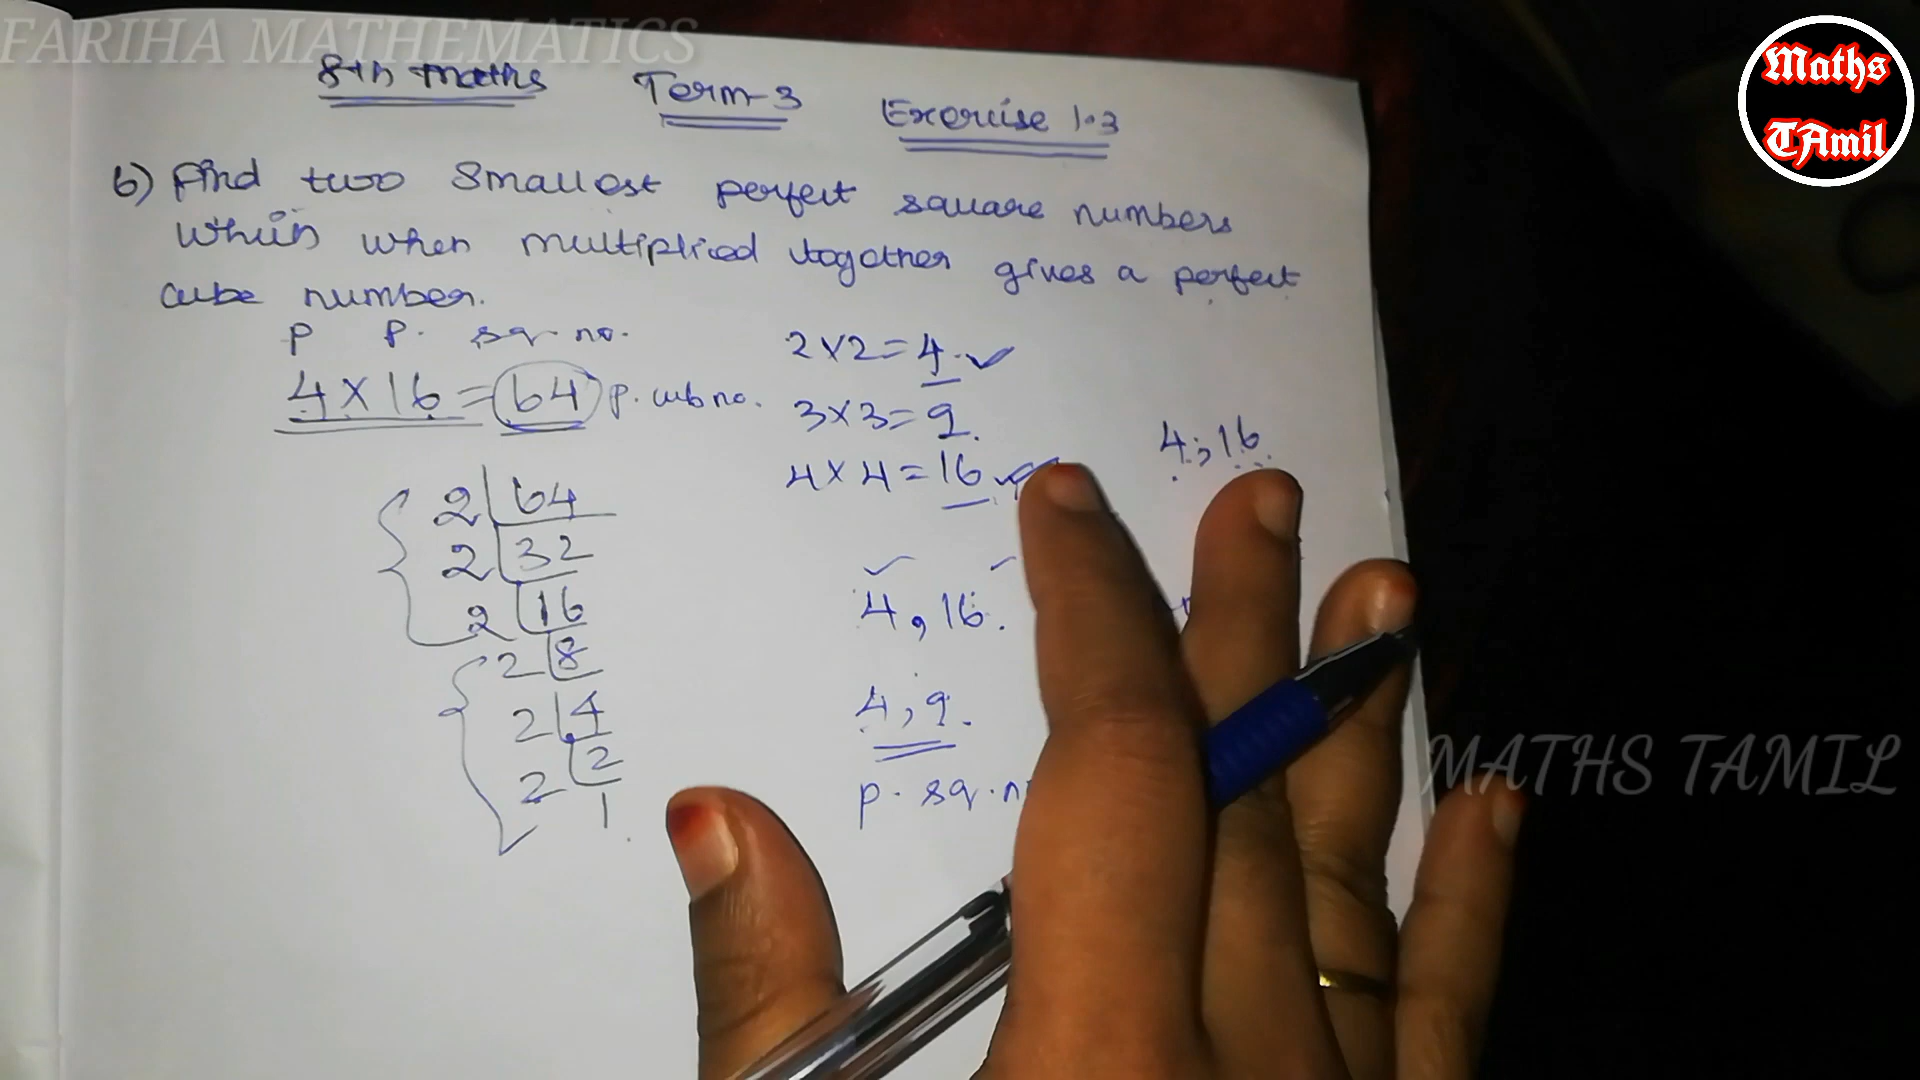 FARIHA MATHEMATICS
Maths
TAmil
8th maths Term-3 Exercise 1.3
6) Find two smallest perfect square numbers
which when multiplied together gives a perfect
cube number.
P P. sq. no.
4 × 16 = 64 p. cub no.
2 × 2 = 4.
3 × 3 = 9.
4 × 4 = 16
4, 16
2 64
2 32
2 16
2 8
2 4
2 2
1
4, 16.
4, 9.
p. sq.
MATHS TAMIL